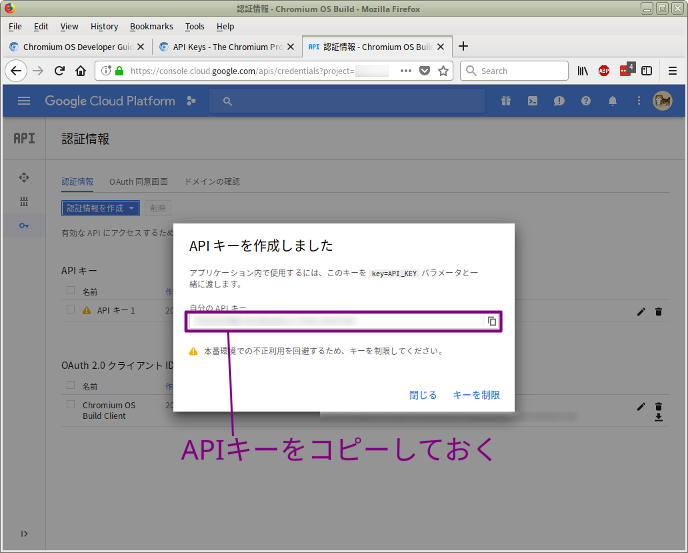 認証情報 - Chromium OS Build - Mozilla Firefox
File Edit View History Bookmarks Tools Help
Chromium OS Developer Guid
API Keys - The Chromium Pro
API 認証情報 - Chromium OS Buil
https://console.cloud.google.com/apis/credentials?project=
Search
ABP
4
Google Cloud Platform
API 認証情報
認証情報 OAuth 同意画面 ドメインの確認
認証情報を作成 削除
有効な API にアクセスするため
API キーを作成しました
アプリケーション内で使用するには、このキーを key=API_KEY パラメータと一
緒に渡します。
自分の API キー
本番環境での不正利用を回避するため、キーを制限してください。
閉じる キーを制限
API キー
名前
API キー 1 20
OAuth 2.0 クライアント ID
名前
Chromium OS
Build Client
20
APIキーをコピーしておく